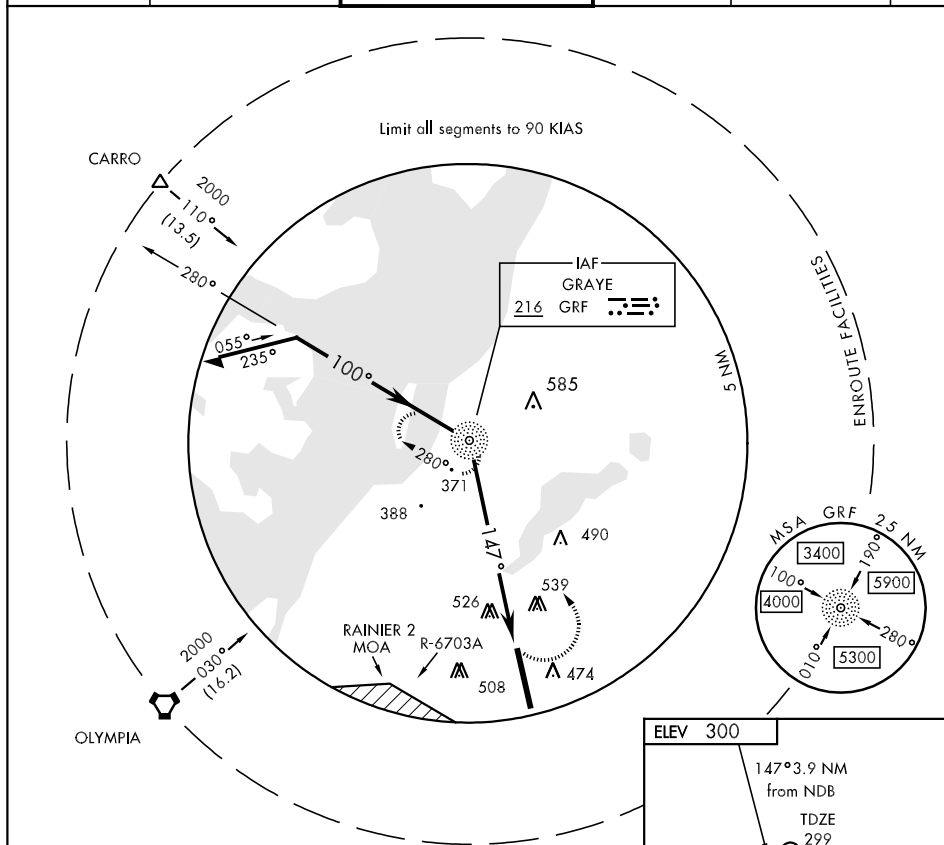 Limit all segments to 90 KIAS
CARRO
2000
110°
(13.5)
280°
IAF
GRAYE
216 GRF
055°
235°
100°
5 NM
ENROUTE FACILITIES
585
280°
371
388
147°
490
526
539
RAINIER 2
MOA
R-6703A
508
474
2000
030°
(16.2)
OLYMPIA
MSA GRF 25 NM
3400
190°
100°
5900
4000
280°
010°
5300
ELEV 300
147° 3.9 NM
from NDB
TDZE
299